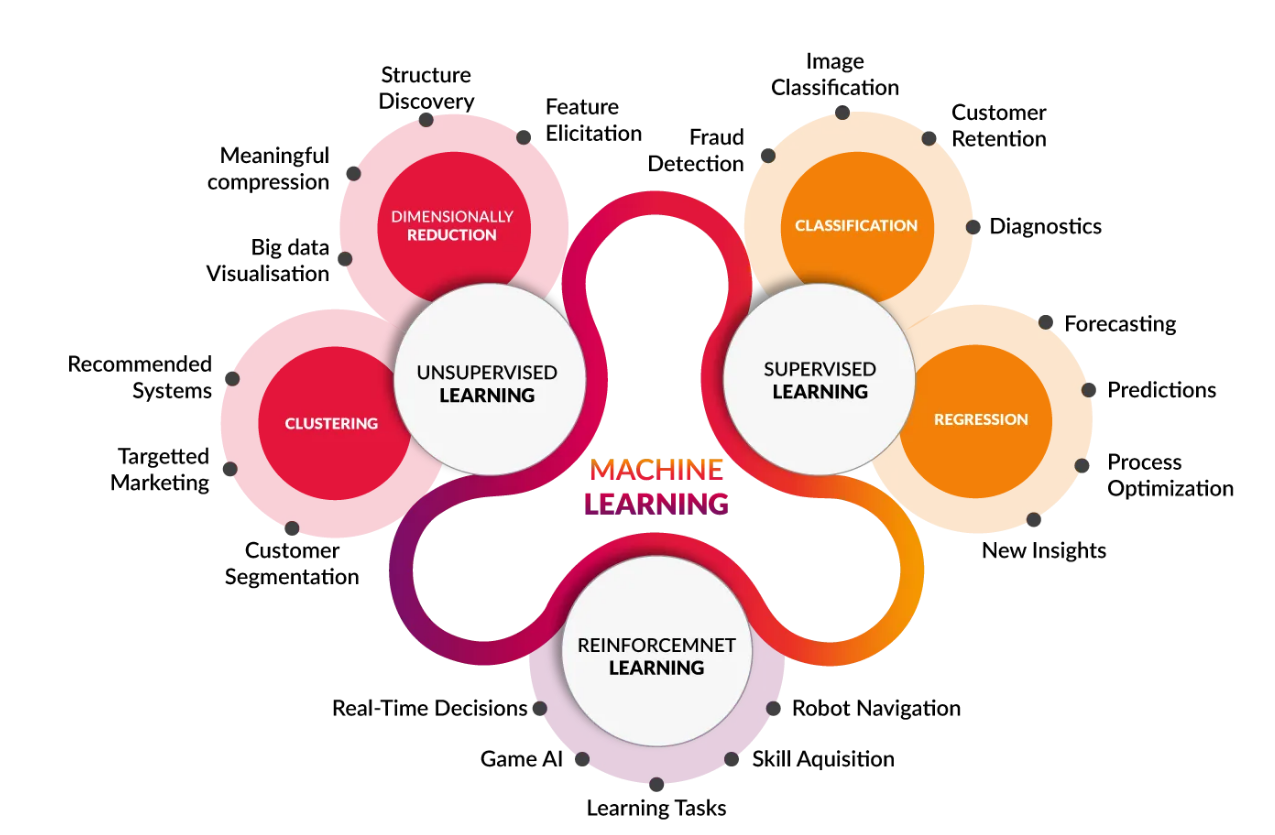 Structure
Discovery
Feature
Elicitation
Meaningful
compression
Big data
Visualisation
DIMENSIONALLY
REDUCTION
Recommended
Systems
Targetted
Marketing
Customer
Segmentation
CLUSTERING
UNSUPERVISED
LEARNING
Image
Classification
Fraud
Detection
Customer
Retention
Diagnostics
CLASSIFICATION
SUPERVISED
LEARNING
Forecasting
Predictions
Process
Optimization
New Insights
REGRESSION
MACHINE
LEARNING
REINFORCEMNET
LEARNING
Real-Time Decisions
Game AI
Learning Tasks
Skill Aquisition
Robot Navigation